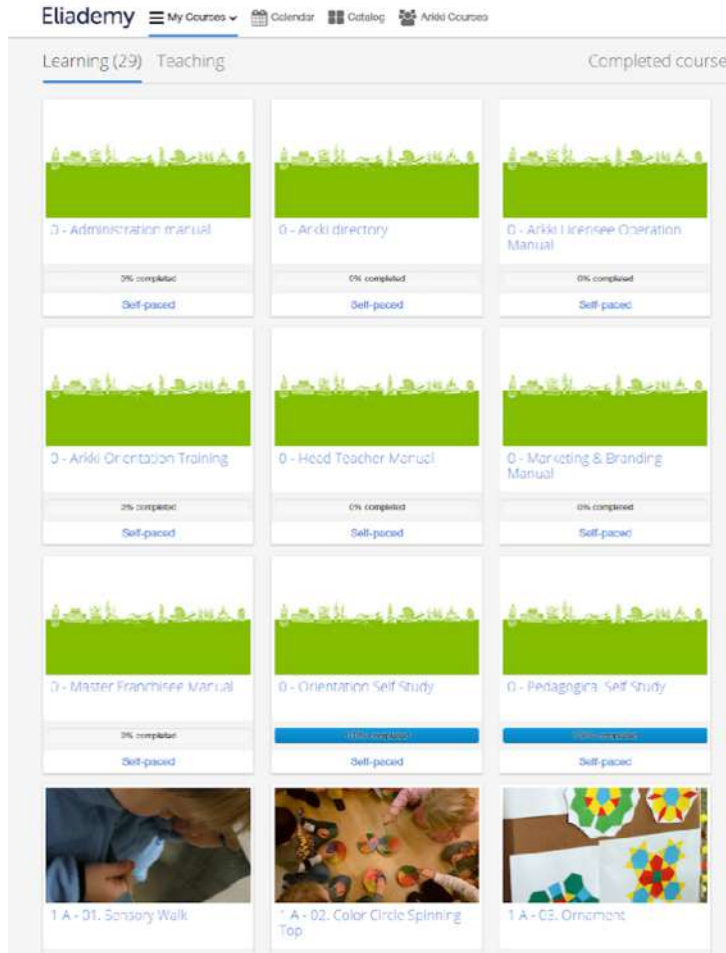 Eliademy
My Courses
Calendar
Catalog
Arkki Courses
Learning (29)
Teaching
Completed course
0 - Administration manual
0 - Arkki directory
0 - Arkki Licensee Operation
Manual
0% completed
0% completed
0% completed
Self-paced
Self-paced
Self-paced
0 - Arkki Orientation Training
0 - Head Teacher Manual
0 - Marketing & Branding
Manual
0% completed
0% completed
0% completed
Self-paced
Self-paced
Self-paced
0 - Master Franchisee Manual
0 - Orientation Self Study
0 - Pedagogical Self Study
0% completed
100% completed
100% completed
Self-paced
Self-paced
Self-paced
1 A - 01. Sensory Walk
1 A - 02. Color Circle Spinning
Top
1 A - 03. Ornament